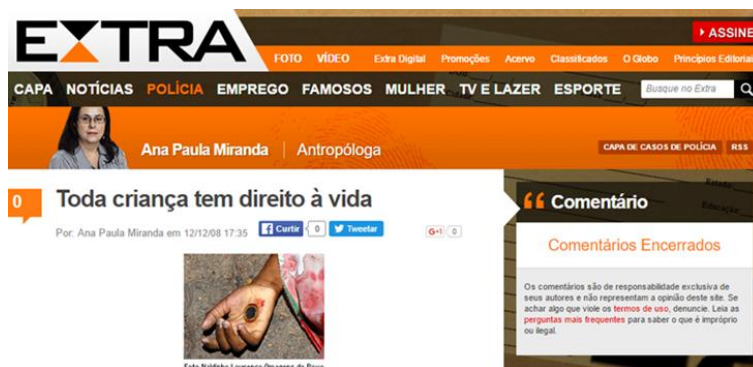 EXTRA
ASSINE
FOTO VÍDEO Extra Digital Promoções Acervo Classificados O Globo Princípios Editoriai
CAPA NOTÍCIAS POLÍCIA EMPREGO FAMOSOS MULHER TV E LAZER ESPORTE Busque no Extra
Ana Paula Miranda | Antropóloga
CAPA DE CASOS DE POLÍCIA RSS
0
Toda criança tem direito à vida
Por: Ana Paula Miranda em 12/12/08 17:35 Curtir 0 Tweetar G+1 0
Comentário
Comentários Encerrados
Os comentários são de responsabilidade exclusiva de
seus autores e não representam a opinião deste site. Se
achar algo que viole os termos de uso, denuncie. Leia as
perguntas mais frequentes para saber o que é impróprio
ou ilegal.